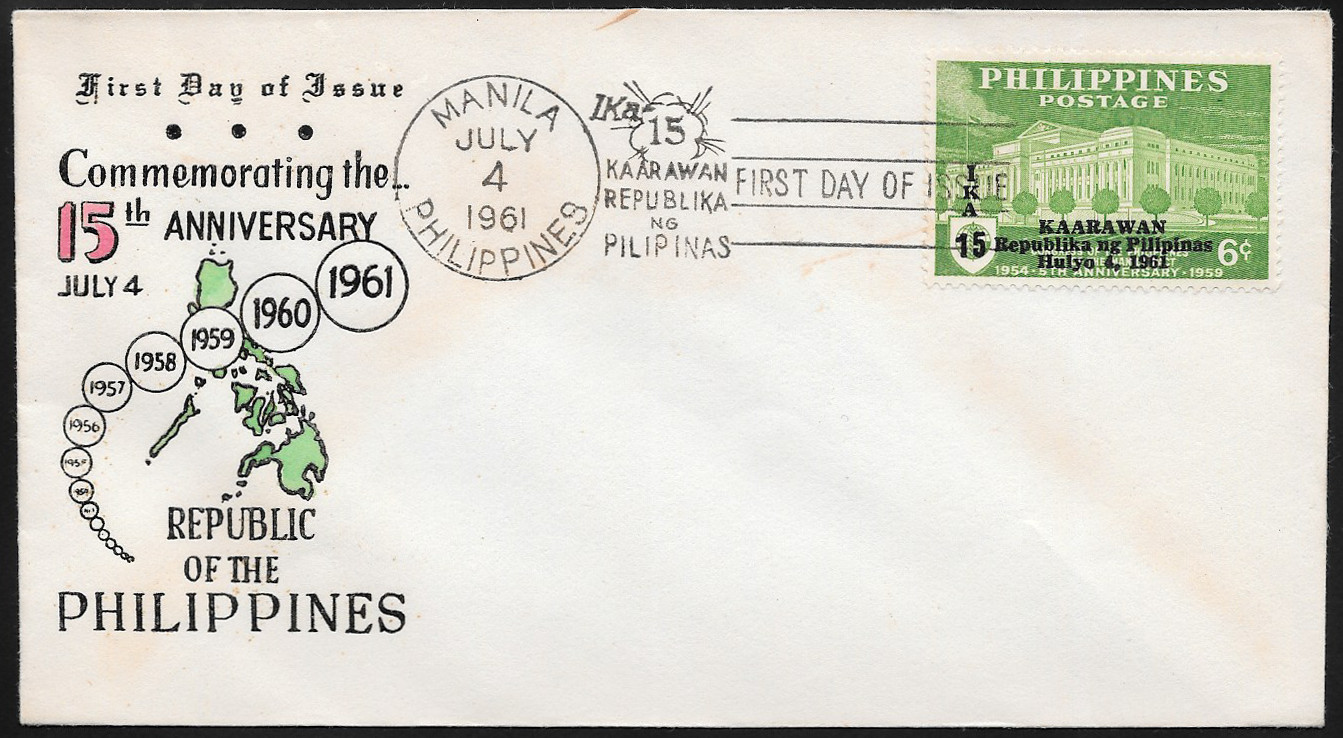 First Day of Issue
Commemorating the...
15th ANNIVERSARY
JULY 4
1961
1960
1959
1958
1957
1956
REPUBLIC
OF THE
PHILIPPINES
MANILA
JULY
4
1961
PHILIPPINES
IKa-
15
KAARAWAN
REPUBLIKA
NG
PILIPINAS
FIRST DAY OF ISSUE
PHILIPPINES
POSTAGE
IKA
15
KAARAWAN
Republika ng Pilipinas
Hulyo 4, 1961
6¢
1954 - 5TH ANNIVERSARY - 1959